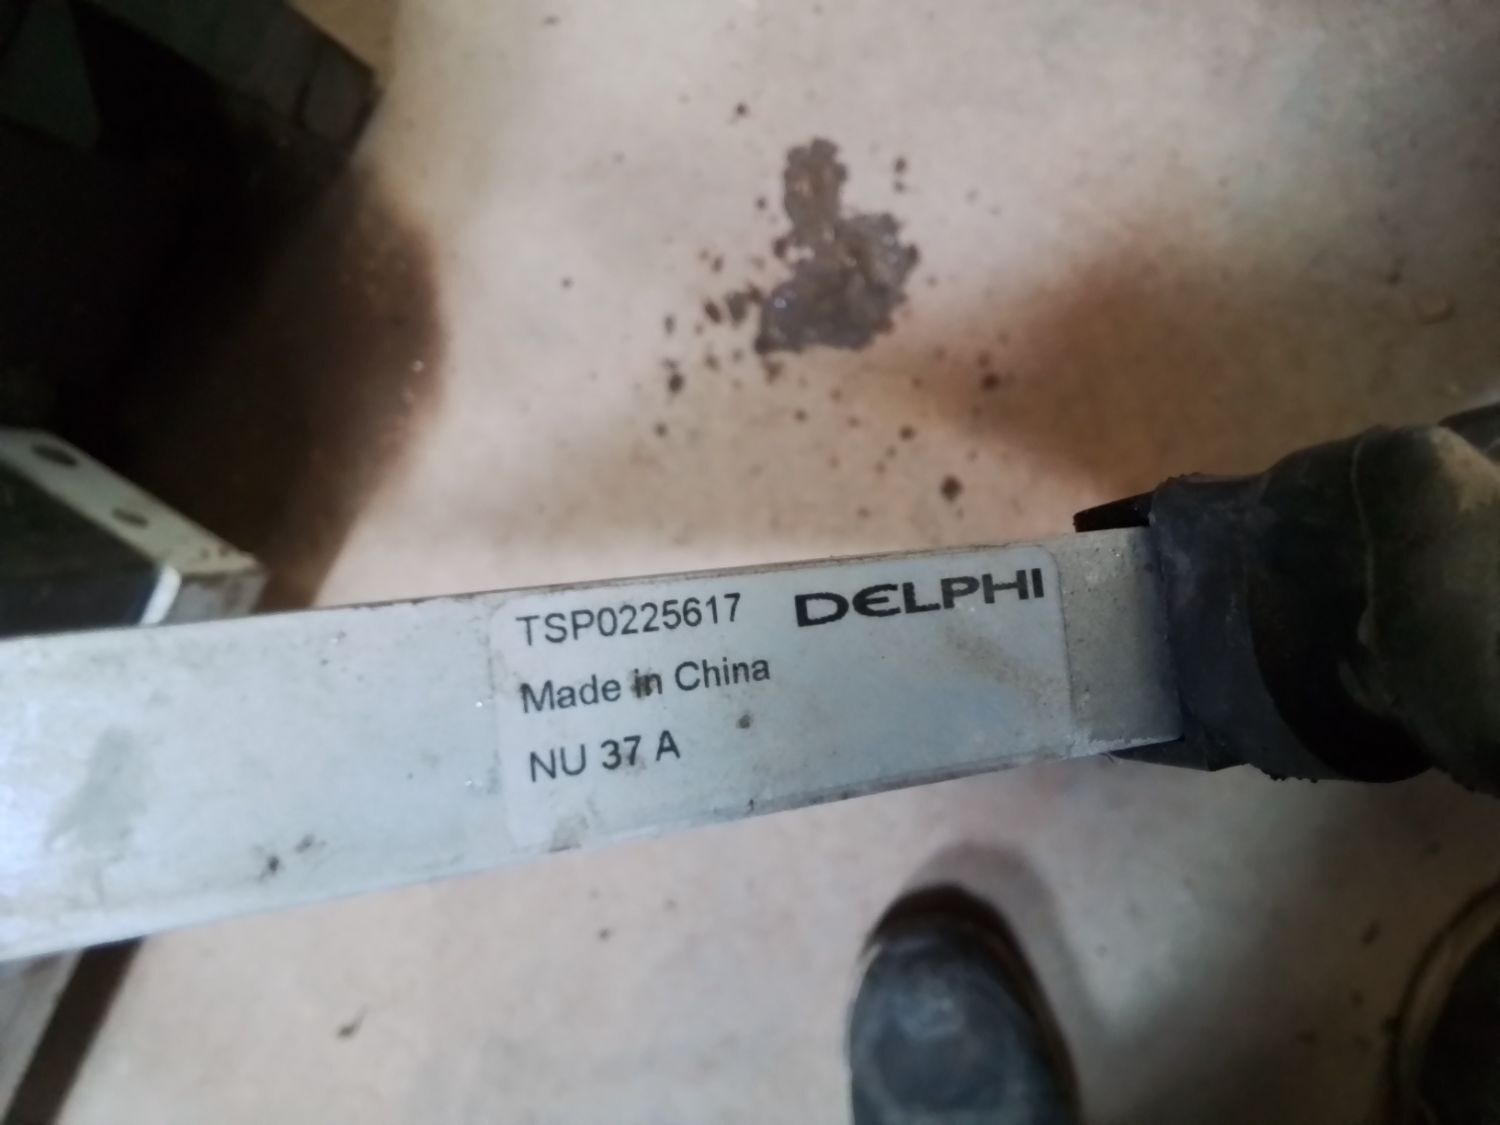 TSP0225617 DELPHI
Made in China
NU 37 A